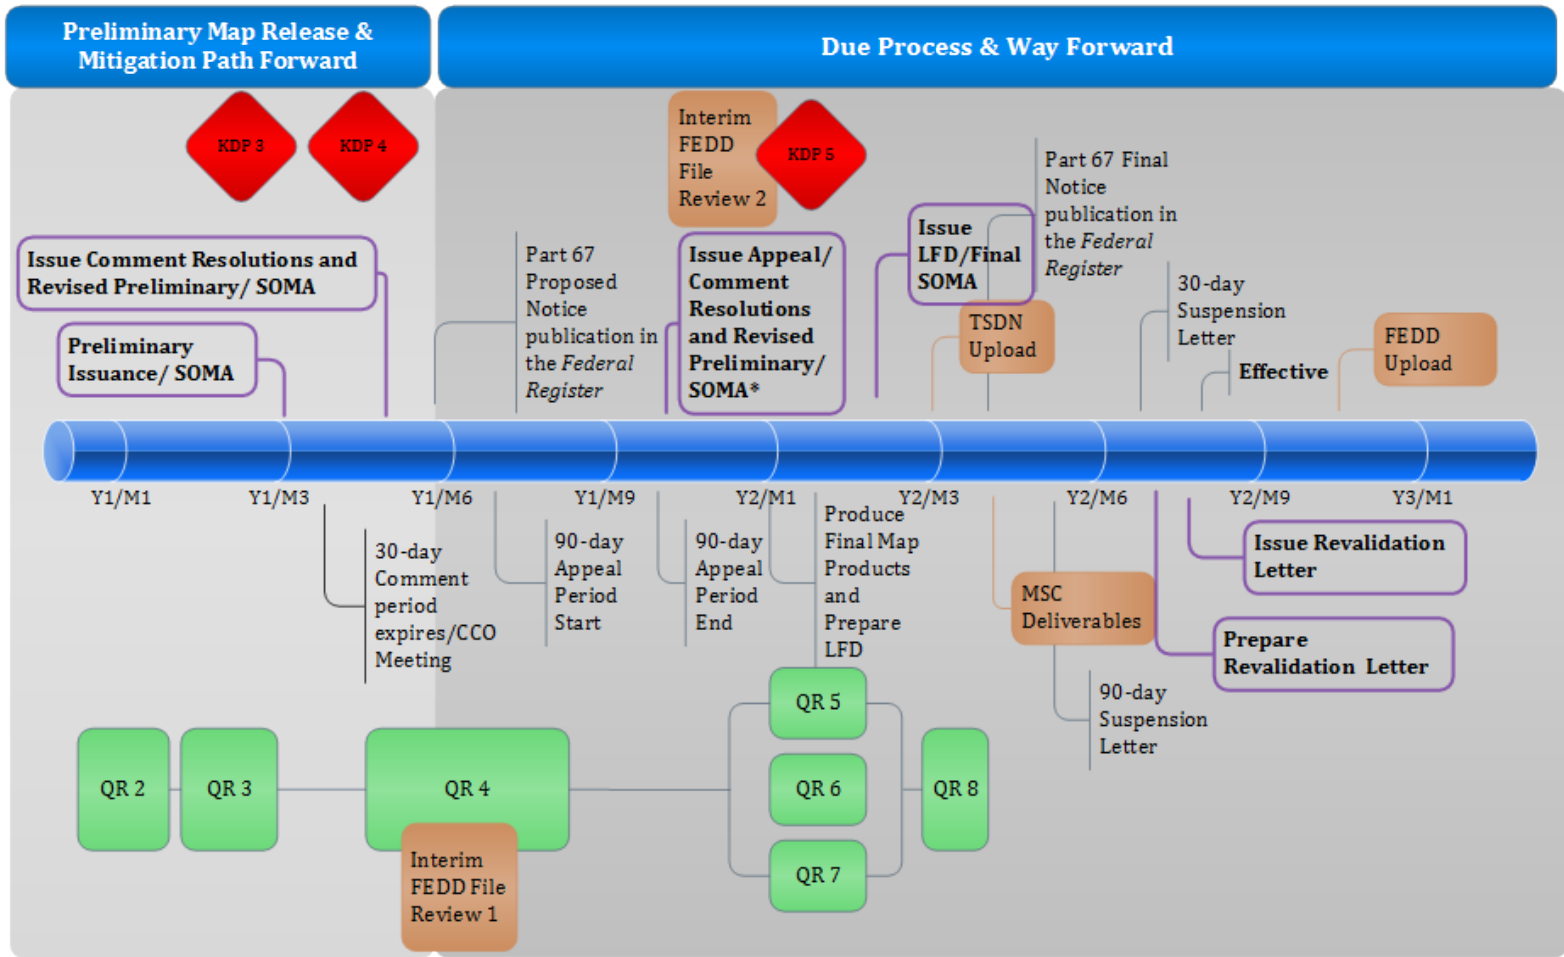 Preliminary Map Release &
Mitigation Path Forward
Due Process & Way Forward
KDP 3
KDP 4
Interim
FEDD
File
Review 2
KDP 5
Issue Comment Resolutions and
Revised Preliminary/ SOMA
Preliminary
Issuance/ SOMA
Part 67
Proposed
Notice
publication in
the Federal
Register
Issue Appeal/
Comment
Resolutions
and Revised
Preliminary/
SOMA*
Issue
LFD/Final
SOMA
TSDN
Upload
Part 67 Final
Notice
publication in
the Federal
Register
30-day
Suspension
Letter
Effective
FEDD
Upload
Y1/M1
Y1/M3
Y1/M6
Y1/M9
Y2/M1
Y2/M3
Y2/M6
Y2/M9
Y3/M1
30-day
Comment
period
expires/CCO
Meeting
90-day
Appeal
Period
Start
90-day
Appeal
Period
End
Produce
Final Map
Products
and
Prepare
LFD
MSC
Deliverables
90-day
Suspension
Letter
Issue Revalidation
Letter
Prepare
Revalidation Letter
QR 2
QR 3
QR 4
Interim
FEDD File
Review 1
QR 5
QR 6
QR 7
QR 8